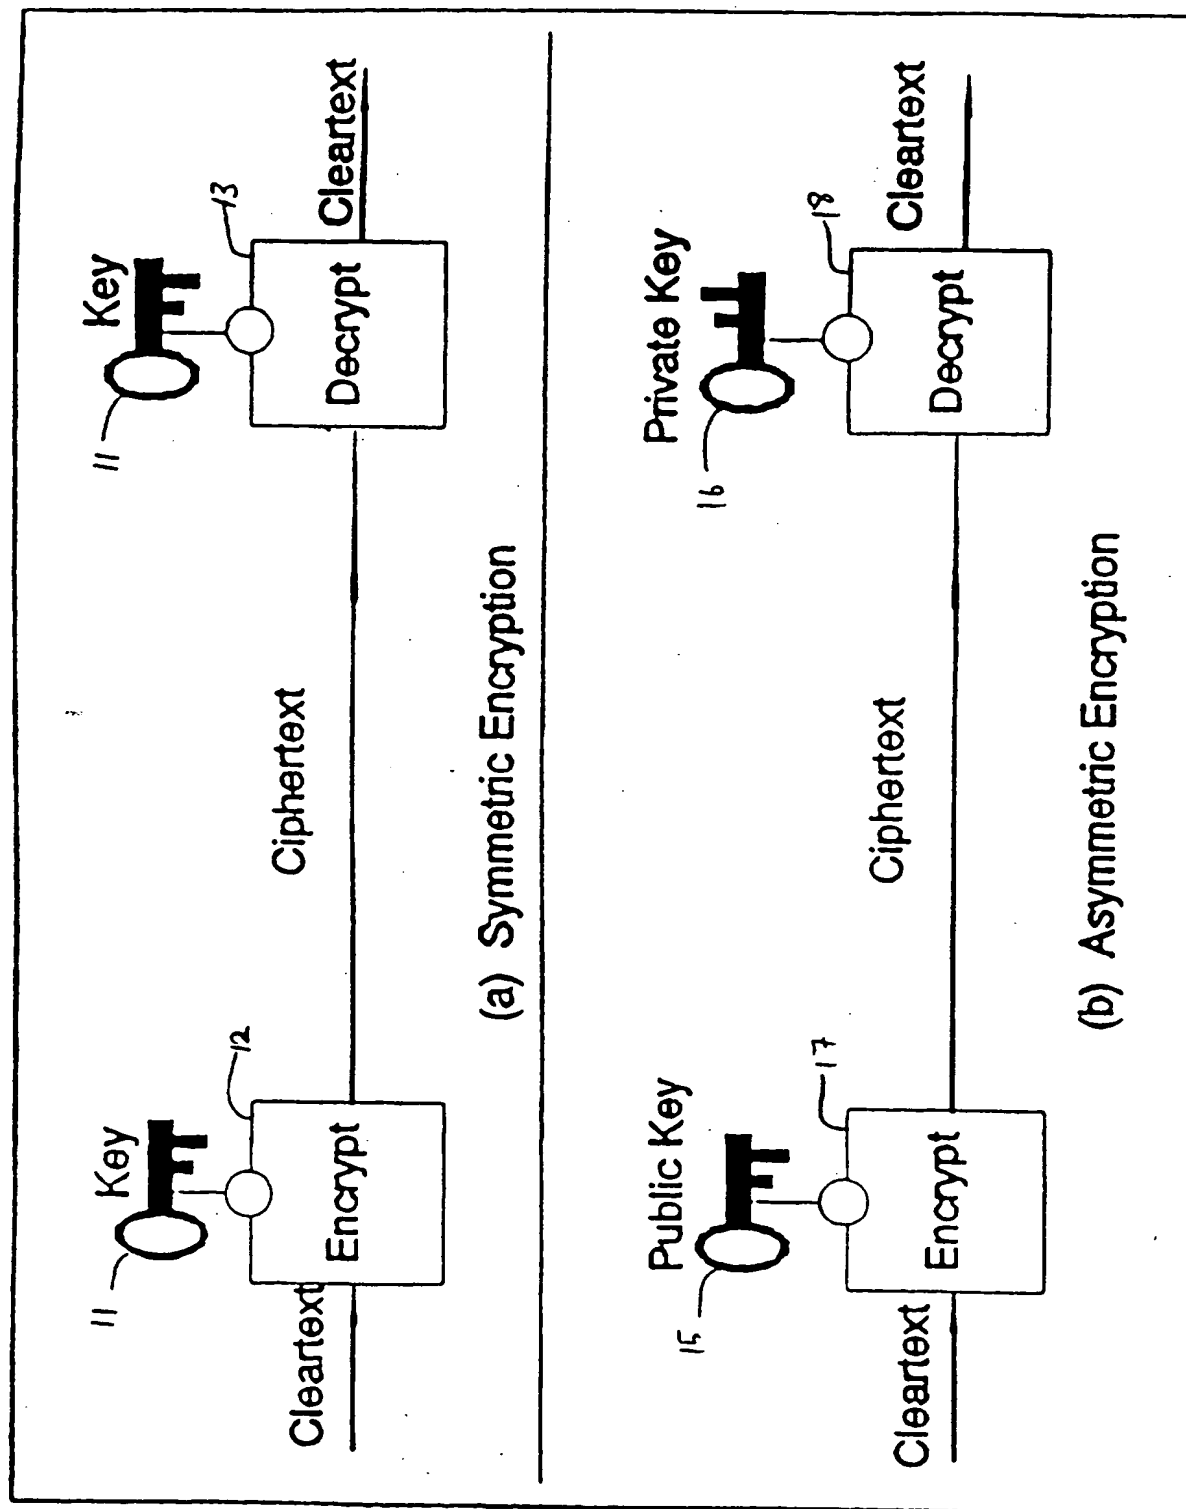 Key
Key
11
12
11
13
Cleartext
Encrypt
Ciphertext
Decrypt
Cleartext
(a) Symmetric Encryption
Public Key
Private Key
15
17
16
18
Cleartext
Encrypt
Ciphertext
Decrypt
Cleartext
(b) Asymmetric Encryption